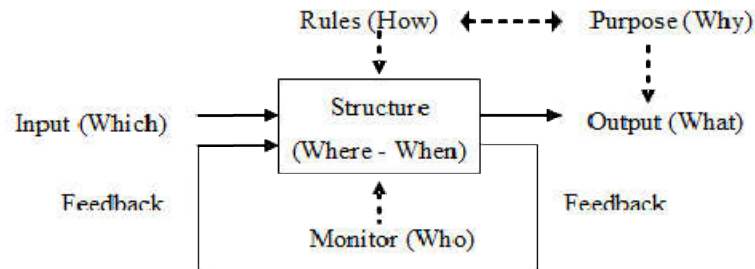 Rules (How)
Purpose (Why)
Input (Which)
Structure
(Where - When)
Output (What)
Feedback
Feedback
Monitor (Who)